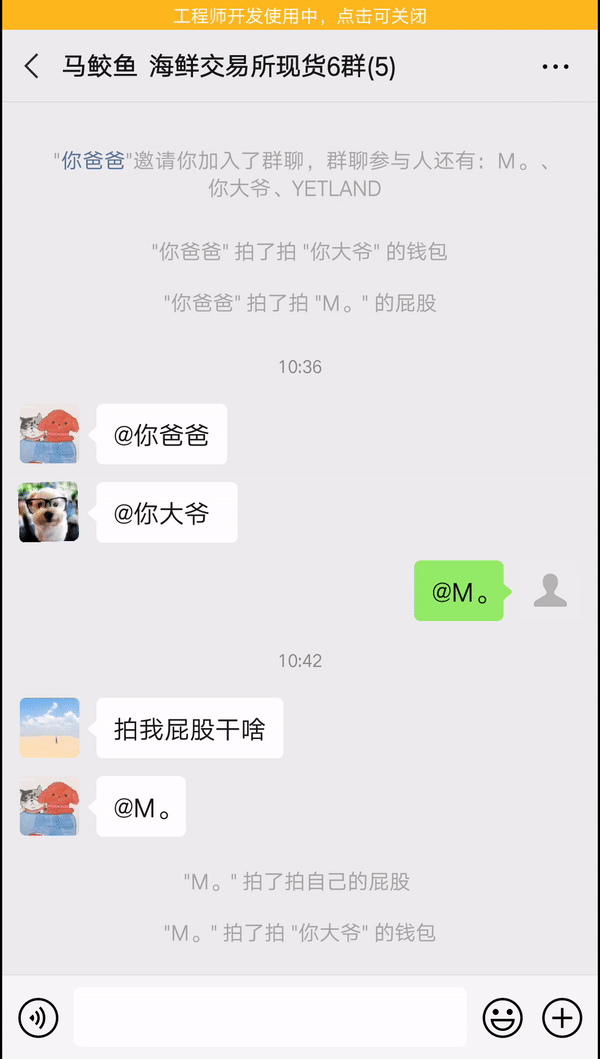 工程师开发使用中，点击可关闭
马鲛鱼 海鲜交易所现货6群(5)
"你爸爸"邀请你加入了群聊，群聊参与人还有：M 。、
你大爷、YETLAND
"你爸爸" 拍了拍 "你大爷" 的钱包
"你爸爸" 拍了拍 "M 。" 的屁股
10:36
@你爸爸
@你大爷
@M 。
10:42
拍我屁股干啥
@M 。
"M 。" 拍了拍自己的屁股
"M 。" 拍了拍 "你大爷" 的钱包